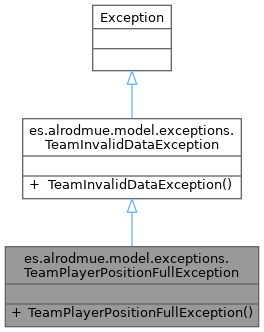 Exception
es.alrodmue.model.exceptions.
TeamInvalidDataException
+ TeamInvalidDataException()
es.alrodmue.model.exceptions.
TeamPlayerPositionFullException
+ TeamPlayerPositionFullException()